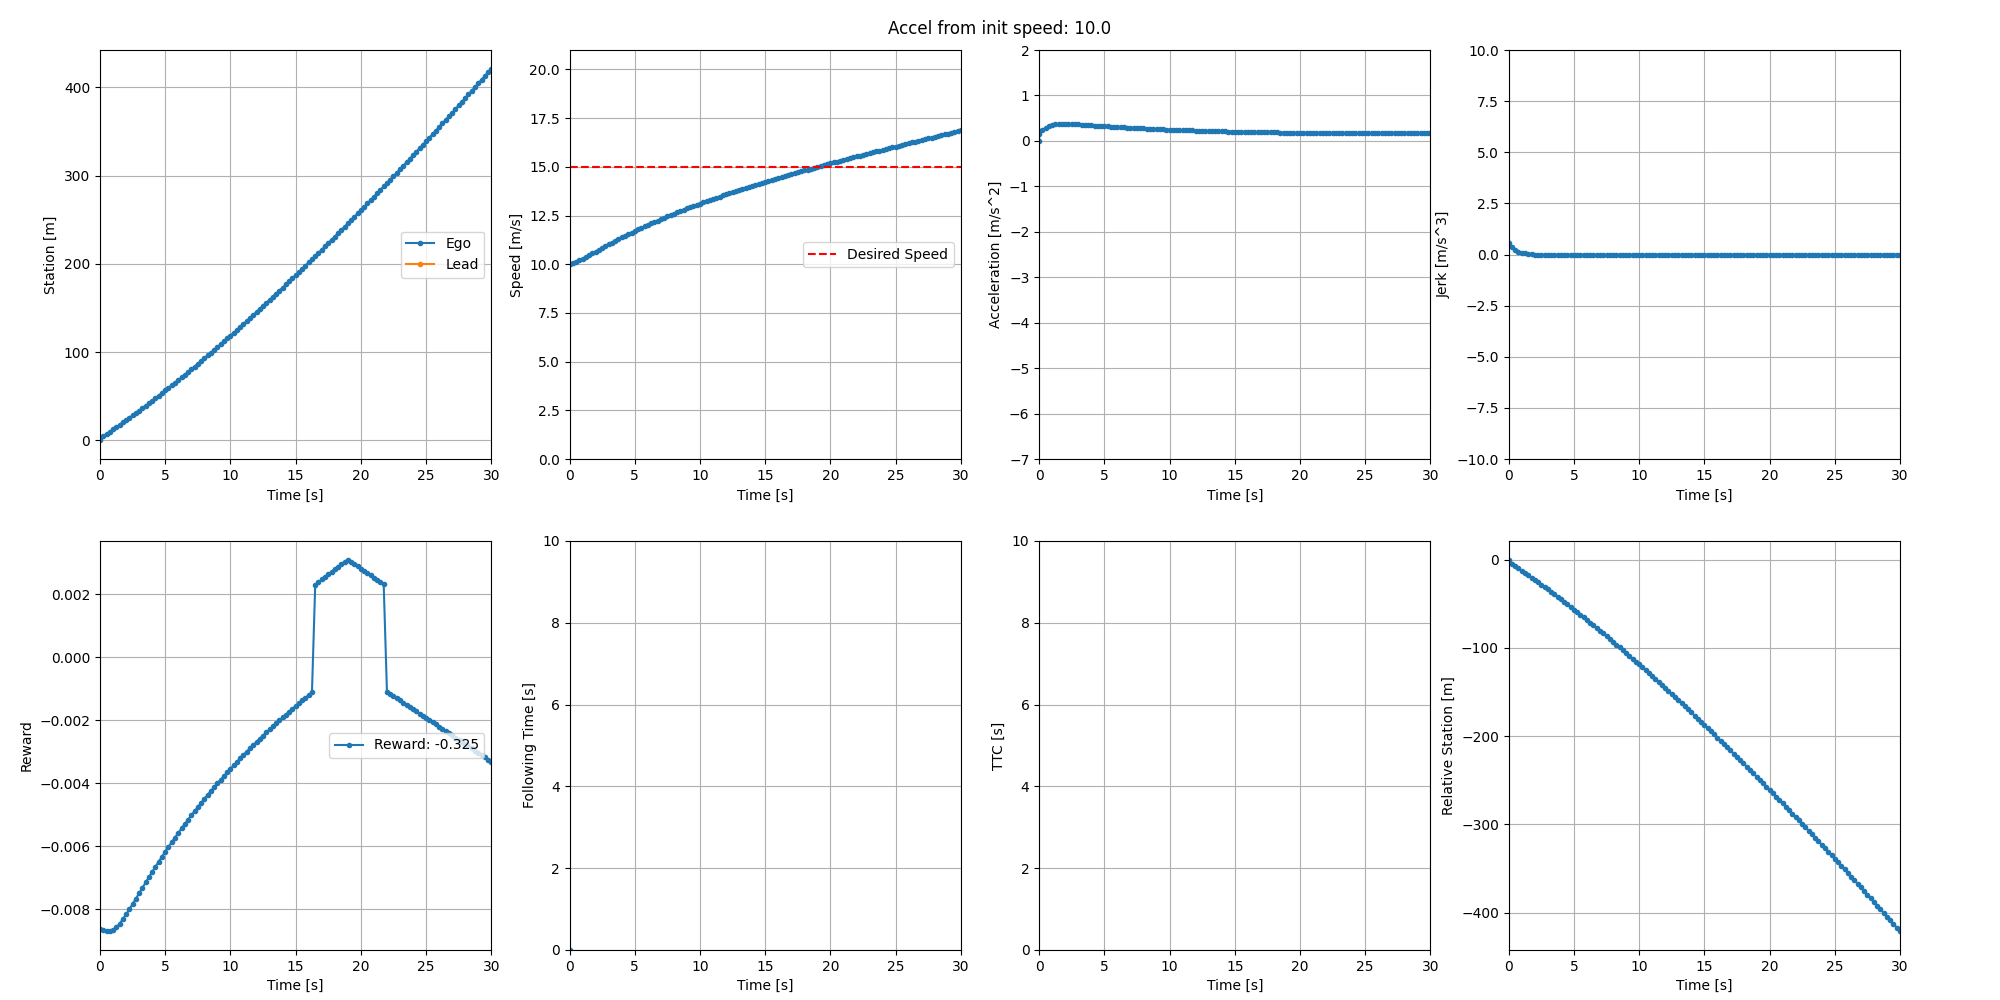 Accel from init speed: 10.0
400
300
200
100
0
Station [m]
Ego
Lead
0 5 10 15 20 25 30
Time [s]
20.0
17.5
15.0
12.5
10.0
7.5
5.0
2.5
0.0
Speed [m/s]
Desired Speed
0 5 10 15 20 25 30
Time [s]
2
1
0
−1
−2
−3
−4
−5
−6
−7
Acceleration [m/s^2]
0 5 10 15 20 25 30
Time [s]
10.0
7.5
5.0
2.5
0.0
−2.5
−5.0
−7.5
−10.0
Jerk [m/s^3]
0 5 10 15 20 25 30
Time [s]
0.002
0.000
−0.002
−0.004
−0.006
−0.008
Reward
Reward: -0.325
0 5 10 15 20 25 30
Time [s]
10
8
6
4
2
0
Following Time [s]
0 5 10 15 20 25 30
Time [s]
10
8
6
4
2
0
TTC [s]
0 5 10 15 20 25 30
Time [s]
0
−100
−200
−300
−400
Relative Station [m]
0 5 10 15 20 25 30
Time [s]